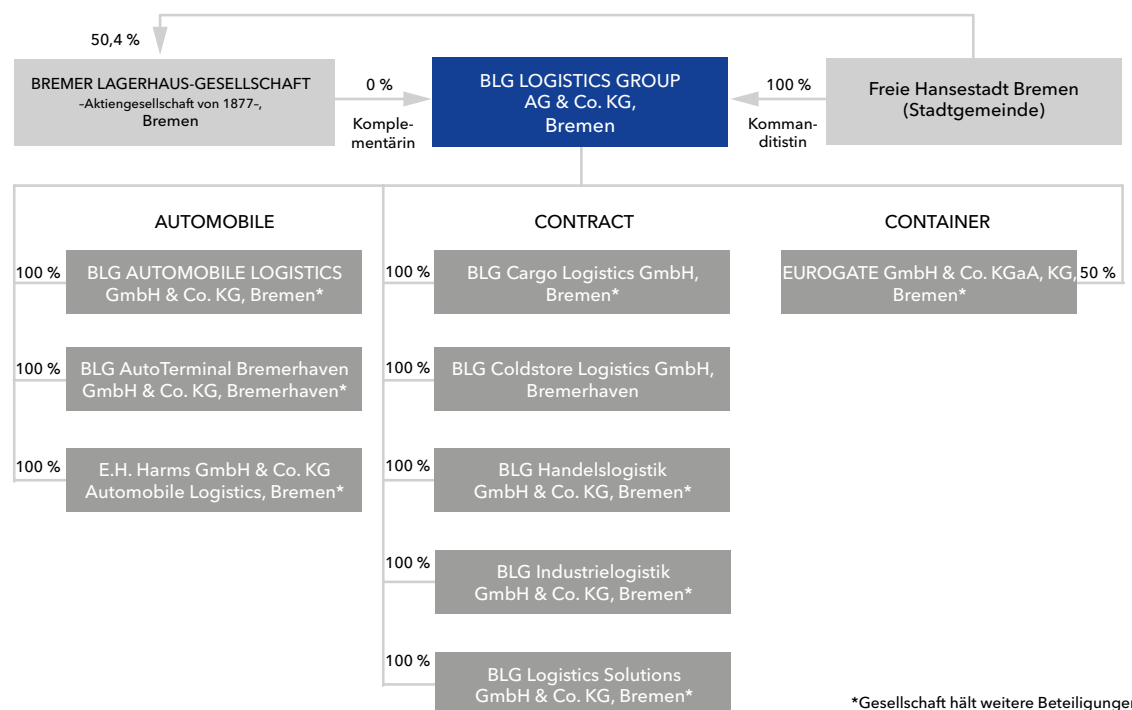 50,4 %
BREMER LAGERHAUS-GESELLSCHAFT
–Aktiengesellschaft von 1877–,
Bremen
0 %
Komple-
mentärin
BLG LOGISTICS GROUP
AG & Co. KG,
Bremen
100 %
Komman-
ditistin
Freie Hansestadt Bremen
(Stadtgemeinde)
AUTOMOBILE
100 %
BLG AUTOMOBILE LOGISTICS
GmbH & Co. KG, Bremen*
100 %
BLG AutoTerminal Bremerhaven
GmbH & Co. KG, Bremerhaven*
100 %
E.H. Harms GmbH & Co. KG
Automobile Logistics, Bremen*
CONTRACT
100 %
BLG Cargo Logistics GmbH,
Bremen*
100 %
BLG Coldstore Logistics GmbH,
Bremerhaven
100 %
BLG Handelslogistik
GmbH & Co. KG, Bremen*
100 %
BLG Industrielogistik
GmbH & Co. KG, Bremen*
100 %
BLG Logistics Solutions
GmbH & Co. KG, Bremen*
CONTAINER
EUROGATE GmbH & Co. KGaA, KG,
Bremen*
50 %
*Gesellschaft hält weitere Beteiligungen